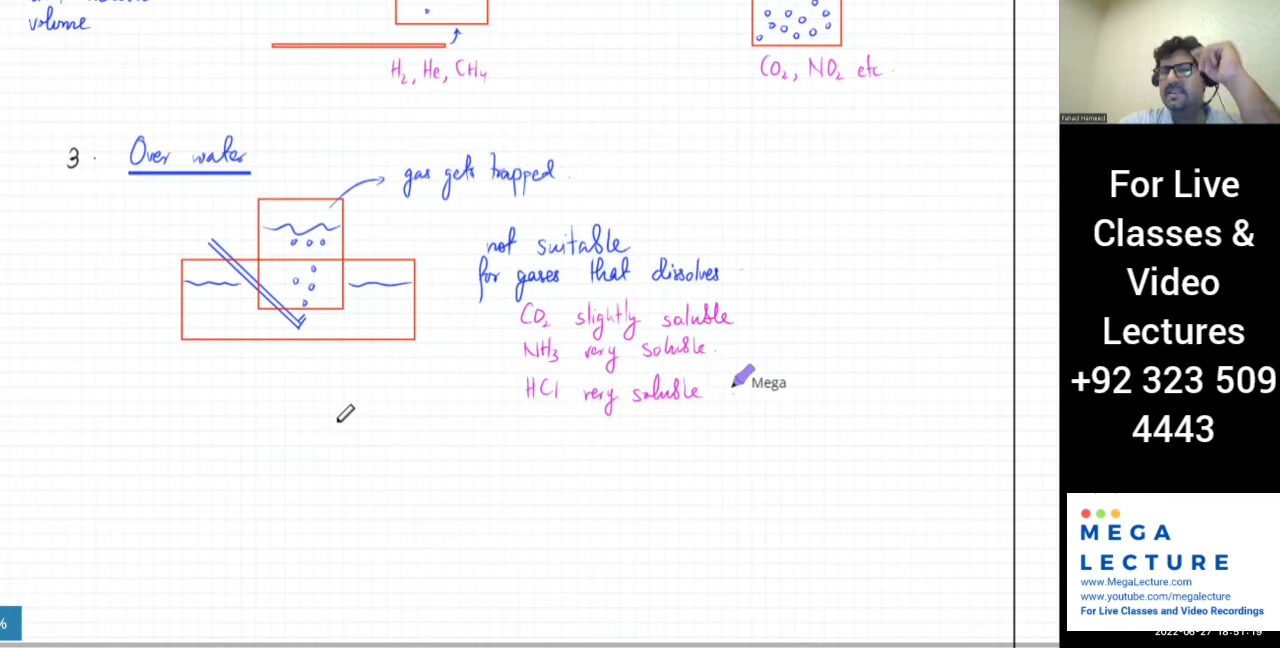 volume
H₂, He, CH₄
CO₂, NO₂ etc.
3. Over water
gas gets trapped.
not suitable
for gases that dissolves
CO₂ slightly saluble
NH₃ very soluble.
HCl very soluble
Mega
%
Fahad Hameed
For Live
Classes &
Video
Lectures
+92 323 509
4443
MEGA
LECTURE
www.MegaLecture.com
www.youtube.com/megalecture
For Live Classes and Video Recordings
2022-06-27 18:51:19